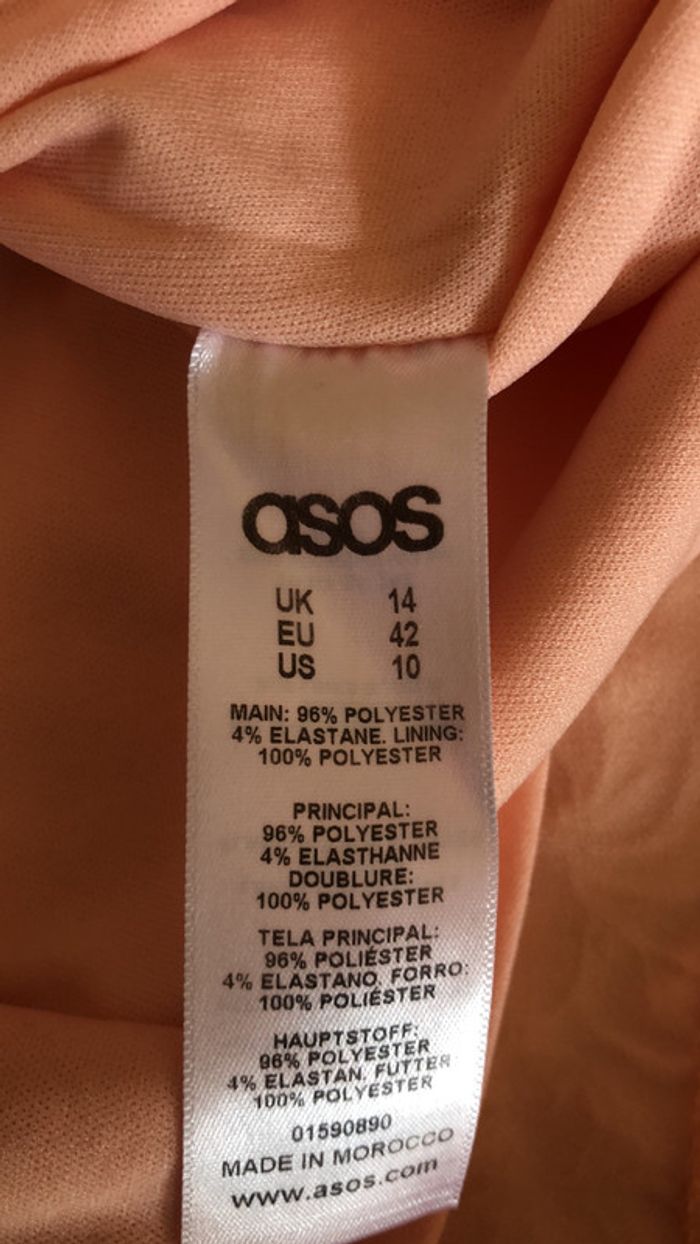 asos
UK 14
EU 42
US 10
MAIN: 96% POLYESTER
4% ELASTANE. LINING:
100% POLYESTER
PRINCIPAL:
96% POLYESTER
4% ELASTHANNE
DOUBLURE:
100% POLYESTER
TELA PRINCIPAL:
96% POLIÉSTER
4% ELASTANO. FORRO:
100% POLIÉSTER
HAUPTSTOFF:
96% POLYESTER
4% ELASTAN. FUTTER
100% POLYESTER
01590890
MADE IN MOROCCO
www.asos.com